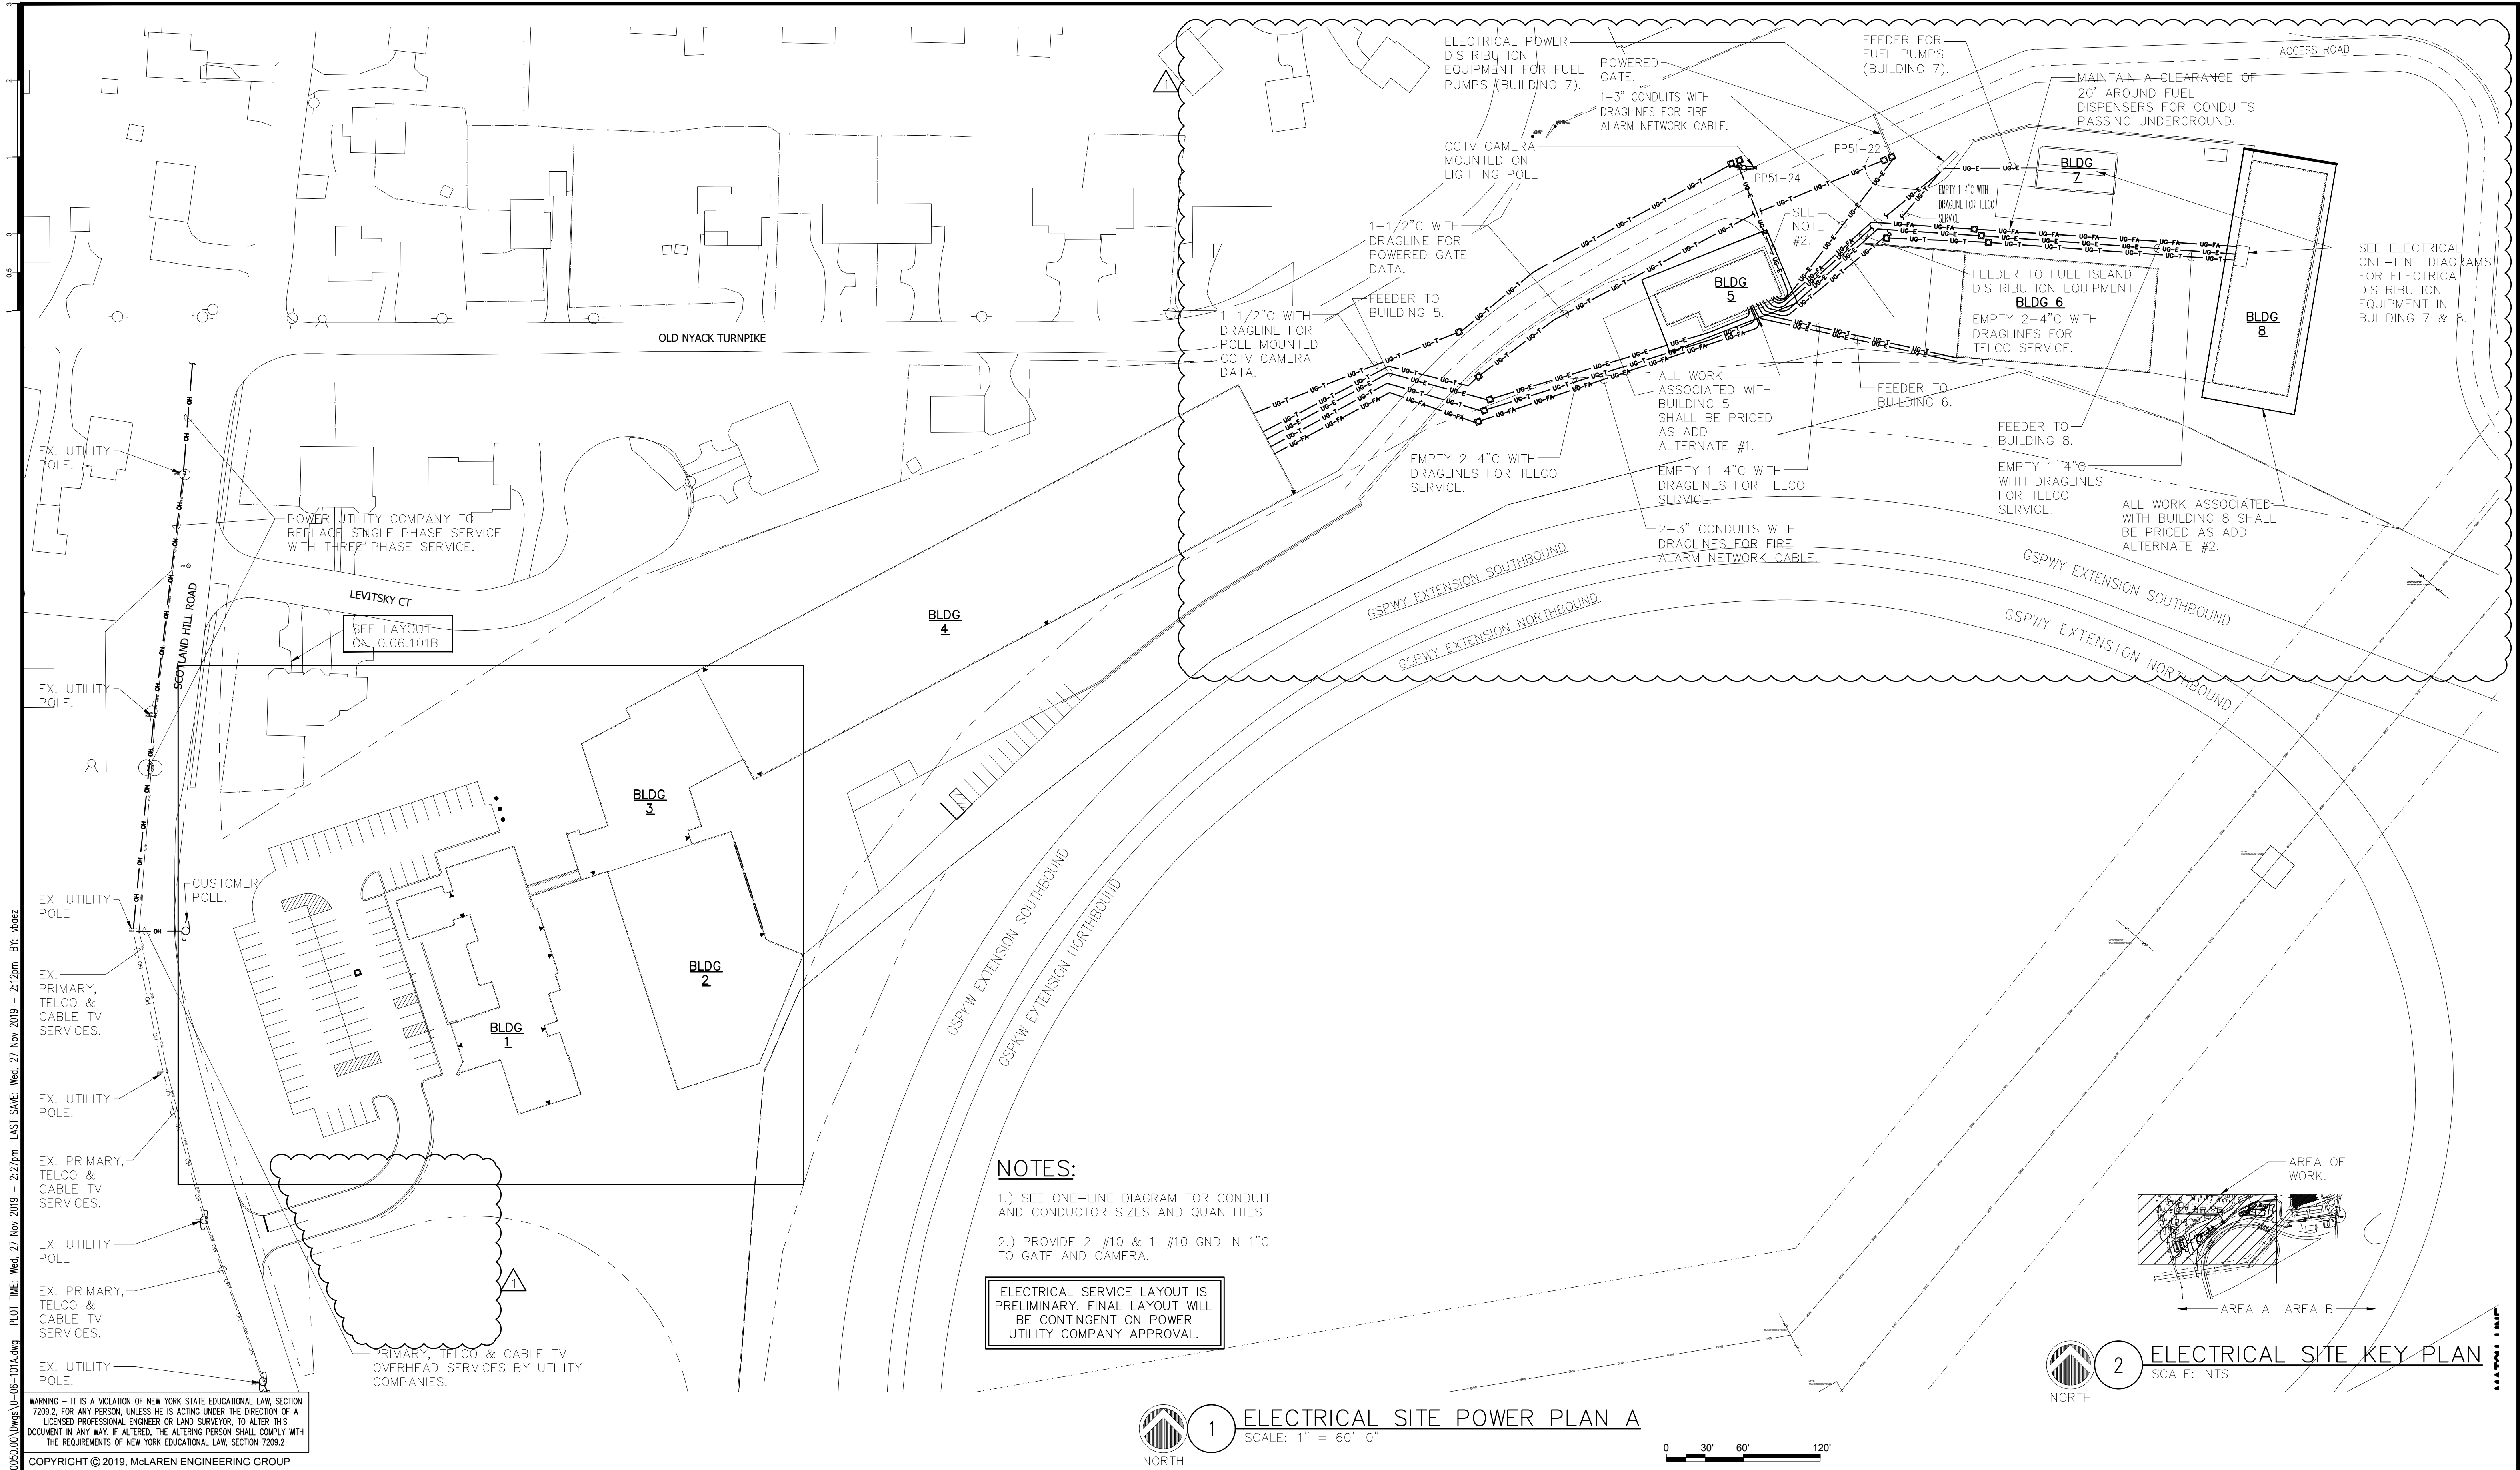 ELECTRICAL POWER
DISTRIBUTION
EQUIPMENT FOR FUEL
PUMPS (BUILDING 7).
POWERED
GATE.
1-3" CONDUITS WITH
DRAGLINES FOR FIRE
ALARM NETWORK CABLE.
FEEDER FOR
FUEL PUMPS
(BUILDING 7).
ACCESS ROAD
MAINTAIN A CLEARANCE OF
20' AROUND FUEL
DISPENSERS FOR CONDUITS
PASSING UNDERGROUND.
1
CCTV CAMERA
MOUNTED ON
LIGHTING POLE.
PP51-24
PP51-22
BLDG
7
EMPTY 1-4"C WITH
DRAGLINE FOR TELCO
SERVICE.
SEE
NOTE
#2.
1-1/2"C WITH
DRAGLINE FOR
POWERED GATE
DATA.
FEEDER TO
BUILDING 5.
1-1/2"C WITH
DRAGLINE FOR
POLE MOUNTED
CCTV CAMERA
DATA.
BLDG
5
FEEDER TO FUEL ISLAND
DISTRIBUTION EQUIPMENT.
BLDG 6
EMPTY 2-4"C WITH
DRAGLINES FOR
TELCO SERVICE.
BLDG
8
SEE ELECTRICAL
ONE-LINE DIAGRAMS
FOR ELECTRICAL
DISTRIBUTION
EQUIPMENT IN
BUILDING 7 & 8.
UG-T
UG-E
UG-FA
OLD NYACK TURNPIKE
ALL WORK
ASSOCIATED WITH
BUILDING 5
SHALL BE PRICED
AS ADD
ALTERNATE #1.
FEEDER TO
BUILDING 6.
FEEDER TO
BUILDING 8.
EMPTY 2-4"C WITH
DRAGLINES FOR TELCO
SERVICE.
EMPTY 1-4"C WITH
DRAGLINES FOR TELCO
SERVICE.
EMPTY 1-4"C
WITH DRAGLINES
FOR TELCO
SERVICE.
ALL WORK ASSOCIATED
WITH BUILDING 8 SHALL
BE PRICED AS ADD
ALTERNATE #2.
2-3" CONDUITS WITH
DRAGLINES FOR FIRE
ALARM NETWORK CABLE.
GSPWY EXTENSION SOUTHBOUND
GSPWY EXTENSION NORTHBOUND
GSPWY EXTENSION SOUTHBOUND
GSPWY EXTENSION NORTHBOUND
EX. UTILITY
POLE.
POWER UTILITY COMPANY TO
REPLACE SINGLE PHASE SERVICE
WITH THREE PHASE SERVICE.
OH
SCOTLAND HILL ROAD
LEVITSKY CT
SEE LAYOUT
ON 0.06.101B.
BLDG
4
EX. UTILITY
POLE.
BLDG
3
EX. UTILITY
POLE.
CUSTOMER
POLE.
BLDG
2
BLDG
1
EX.
PRIMARY,
TELCO &
CABLE TV
SERVICES.
EX. UTILITY
POLE.
EX. PRIMARY,
TELCO &
CABLE TV
SERVICES.
EX. UTILITY
POLE.
EX. PRIMARY,
TELCO &
CABLE TV
SERVICES.
EX. UTILITY
POLE.
1
PRIMARY, TELCO & CABLE TV
OVERHEAD SERVICES BY UTILITY
COMPANIES.
GSPKW EXTENSION SOUTHBOUND
GSPKW EXTENSION NORTHBOUND
NOTES:
1.) SEE ONE-LINE DIAGRAM FOR CONDUIT
AND CONDUCTOR SIZES AND QUANTITIES.
2.) PROVIDE 2-#10 & 1-#10 GND IN 1"C
TO GATE AND CAMERA.
ELECTRICAL SERVICE LAYOUT IS
PRELIMINARY. FINAL LAYOUT WILL
BE CONTINGENT ON POWER
UTILITY COMPANY APPROVAL.
AREA OF
WORK.
AREA A AREA B
2
ELECTRICAL SITE KEY PLAN
SCALE: NTS
NORTH
1
ELECTRICAL SITE POWER PLAN A
SCALE: 1" = 60'-0"
NORTH
0 30' 60' 120'
WARNING - IT IS A VIOLATION OF NEW YORK STATE EDUCATIONAL LAW, SECTION
7209.2, FOR ANY PERSON, UNLESS HE IS ACTING UNDER THE DIRECTION OF A
LICENSED PROFESSIONAL ENGINEER OR LAND SURVEYOR, TO ALTER THIS
DOCUMENT IN ANY WAY. IF ALTERED, THE ALTERING PERSON SHALL COMPLY WITH
THE REQUIREMENTS OF NEW YORK EDUCATIONAL LAW, SECTION 7209.2
COPYRIGHT © 2019, McLAREN ENGINEERING GROUP
00550.00\Dwgs\0-06-101A.dwg PLOT TIME: Wed, 27 Nov 2019 - 2:27pm LAST SAVE: Wed, 27 Nov 2019 - 2:12pm BY: vbaez
3
2
1
0
0.5
1